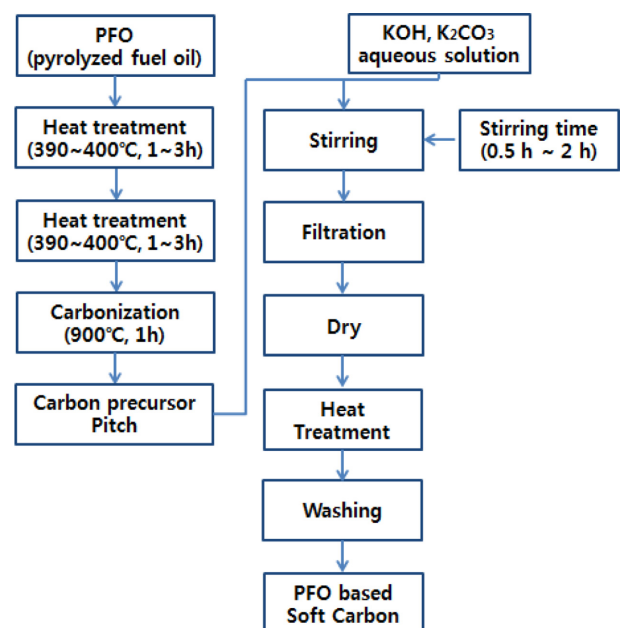 PFO
(pyrolyzed fuel oil)
Heat treatment
(390~400℃, 1~3h)
Heat treatment
(390~400℃, 1~3h)
Carbonization
(900℃, 1h)
Carbon precursor
Pitch
KOH, K₂CO₃
aqueous solution
Stirring
Stirring time
(0.5 h ~ 2 h)
Filtration
Dry
Heat
Treatment
Washing
PFO based
Soft Carbon